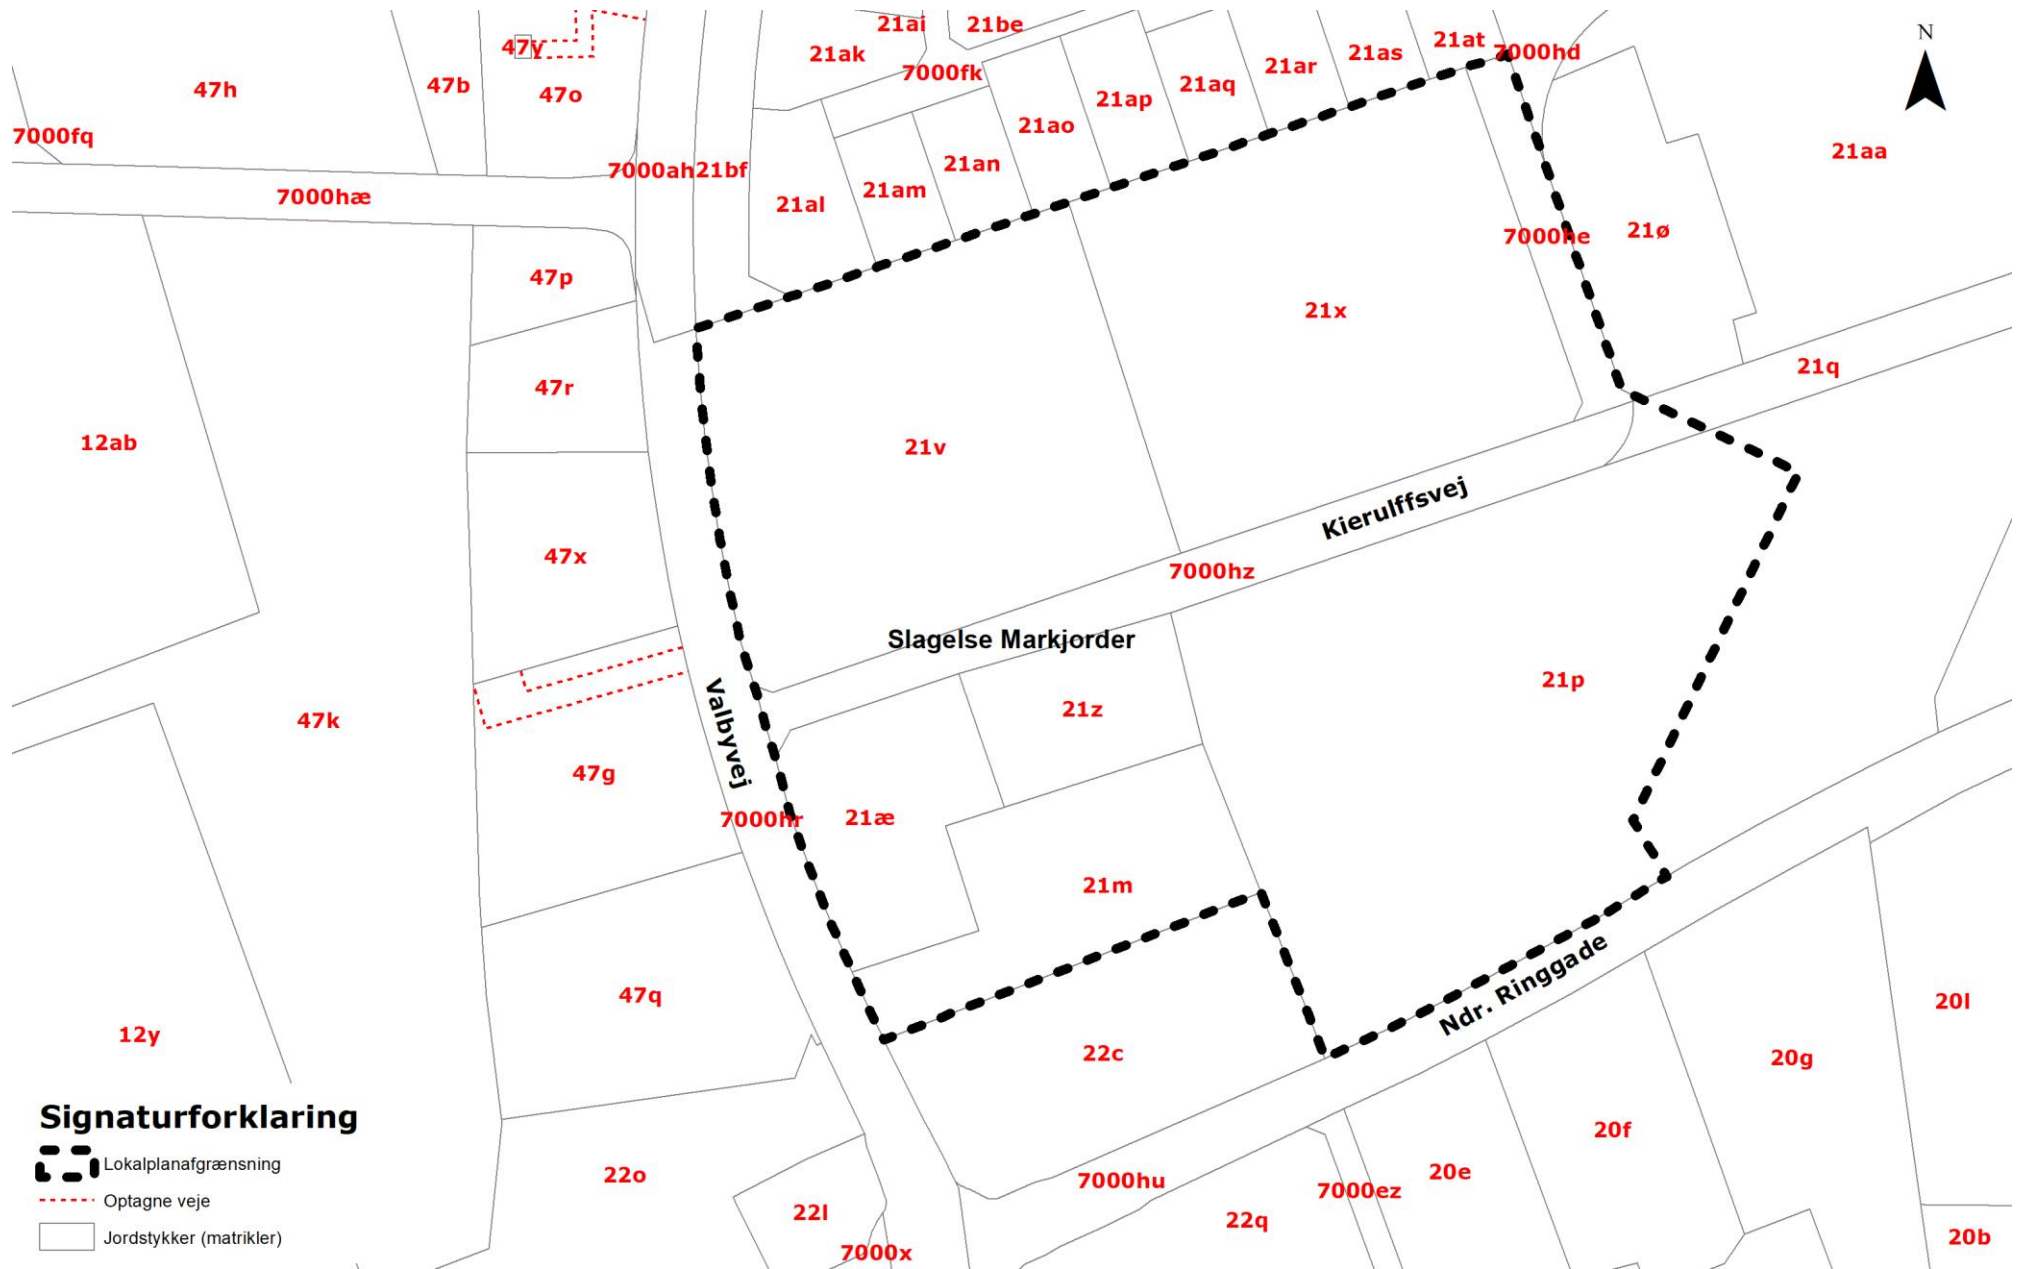 21ai
21be
N
47y
21ak
21at
7000hd
21as
21ar
7000fk
47h
47b
47o
21aq
21ap
21ao
7000fq
21aa
21an
7000ah
21bf
21am
7000hæ
21al
7000he
21ø
47p
21x
21q
47r
12ab
21v
Kierulffsvej
47x
7000hz
Slagelse Markjorder
21p
21z
47k
Valbyvej
47g
7000hr
21æ
21m
Ndr. Ringgade
47q
20l
12y
22c
20g
Signaturforklaring
Lokalplanafgrænsning
Optagne veje
Jordstykker (matrikler)
20f
22o
7000hu
7000ez
20e
22l
22q
7000x
20b